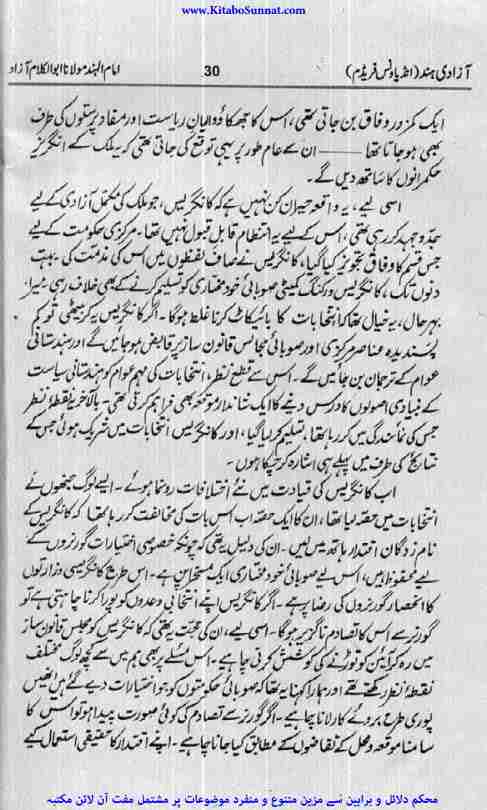 www.KitaboSunnat.com
آزادی ہند (انڈیا ونس فریڈم) 30 امام الہند مولانا ابوالکلام آزاد
ایک کمزور وفاق بن جاتی تھی، اس کا جھکاؤ والیانِ ریاست اور مفاد پرستوں کی طرف
بھی ہو جاتا تھا ——— ان سے عام طور پر یہی توقع کی جاتی تھی کہ یہ ملک کے انگریز
حکمرانوں کا ساتھ دیں گے۔
اسی لیے، یہ واقعہ حیران کن نہیں ہے کہ کانگریس، جو ملک کی مکمل آزادی کے لیے
جدوجہد کر رہی تھی، اس کے لیے یہ انتظام قابلِ قبول نہیں تھا۔ مرکزی حکومت کے لیے
جس قسم کا وفاق تجویز کیا گیا، کانگریس نے صاف لفظوں میں اس کی مذمت کی۔ بہت
دنوں تک، کانگریس ورکنگ کمیٹی صوبائی خود مختاری کو تسلیم کرنے کے بھی خلاف رہی۔ میرا
بہرحال، یہ خیال تھا کہ انتخابات کا بائیکاٹ کرنا غلط ہوگا۔ اگر کانگریس یہ کر بیٹھی تو کم
پسندیدہ عناصر مرکزی اور صوبائی مجالس قانون ساز پر قابض ہو جائیں گے اور ہندستانی
عوام کے ترجمان بن جائیں گے۔ اس سے قطع نظر، انتخابات کی مہم عوام کو ہندستانی سیاست
کے بنیادی اصولوں کا درس دینے کا ایک شاندار موقعہ بھی فراہم کرتی تھی۔ بالآخر یہ نقطۂ نظر
جس کی نمائندگی میں کر رہا تھا، تسلیم کر لیا گیا، اور کانگریس انتخابات میں شریک ہوئی جس کے
نتائج کی طرف میں پہلے ہی اشارہ کر چکا ہوں۔
اب کانگریس کی قیادت میں نئے اختلافات رونما ہوئے۔ ایسے لوگ جنھوں نے
انتخابات میں حصّہ لیا تھا، ان کا ایک حصّہ اب اس بات کی مخالفت کر رہا تھا کہ کانگریس کے
نام زدگان اقتدار ہاتھ میں لیں۔ ان کی دلیل یہ تھی کہ چونکہ خصوصی اختیارات گورنروں کے
لیے محفوظ ہیں، اس لیے صوبائی خود مختاری ایک مسخرا پن ہے۔ اس طرح کانگریسی وزارتوں
کا انحصار گورنروں کی رضا پر ہے۔ اگر کانگریس اپنے انتخابی وعدوں کو پورا کرنا چاہتی ہے تو
گورنر سے اس کا تصادم ناگزیر ہوگا۔ اسی لیے، ان کی حجّت یہ تھی کہ کانگریس کو مجلس قانون ساز
میں رہ کر آئین کو توڑنے کی کوشش کرنی چاہیے۔ اس مسئلے پر بھی ہم میں سے کچھ لوگ مختلف
نقطۂ نظر رکھتے تھے اور ہمارا کہنا یہ تھا کہ صوبائی حکومتوں کو جو اختیارات دیے گئے ہیں انھیں
پوری طرح بروئے کار لانا چاہیے۔ اگر گورنر سے تصادم کی کوئی صورت پیدا ہو تو اس کا
سامنا موقعہ و محل کے تقاضوں کے مطابق کیا جانا چاہیے۔ اپنے اقتدار کا حقیقی استعمال کیے
محکم دلائل و براہین سے مزین متنوع و منفرد موضوعات پر مشتمل مفت آن لائن مکتبہ